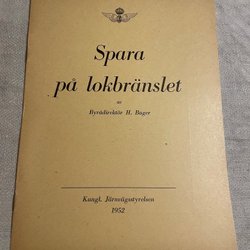 Spara
på lokbränslet
av
Byrådirektör H. Bager
Kungl. Järnvägsstyrelsen
1952